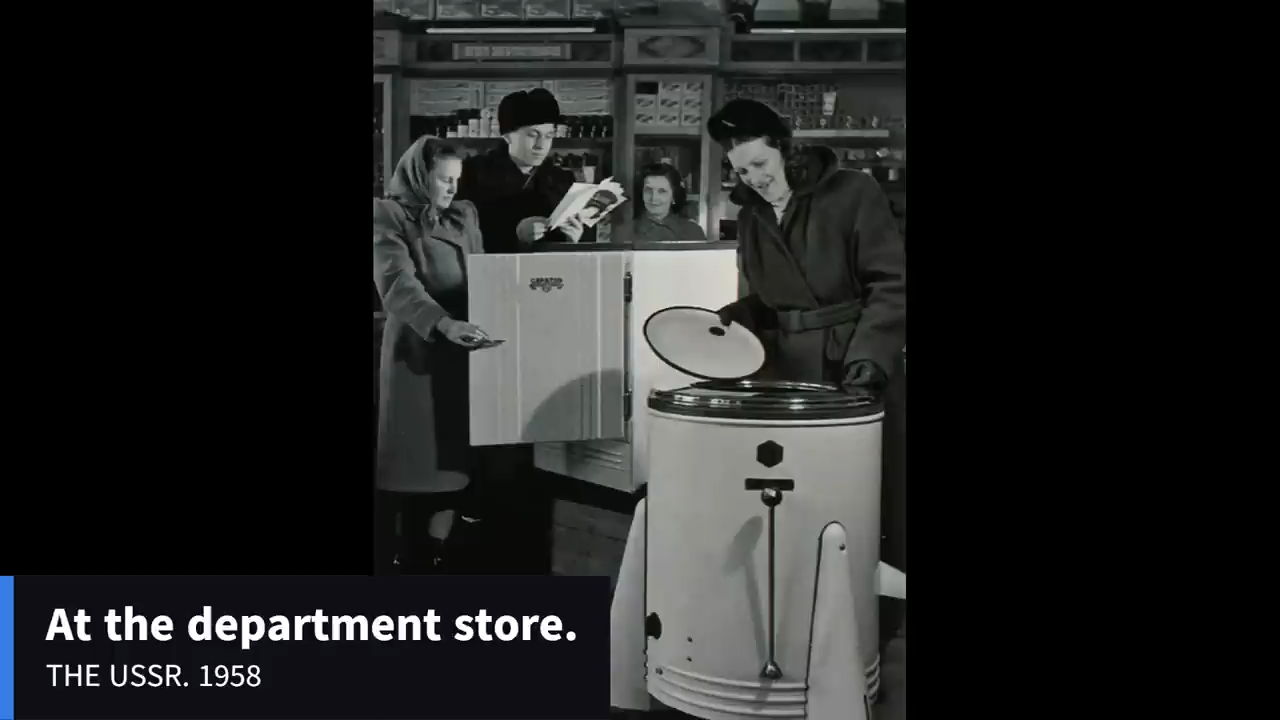 At the department store.
THE USSR. 1958